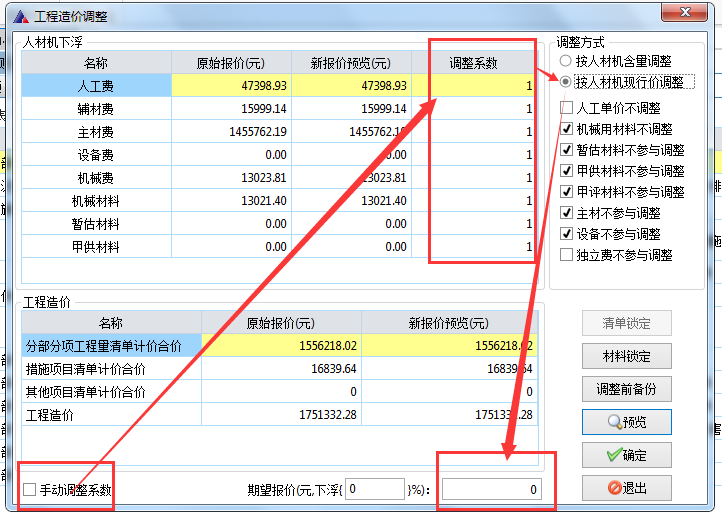 工程造价调整
人材机下浮
名称 原始报价(元) 新报价预览(元) 调整系数
人工费 47398.93 47398.93 1
辅材费 15999.14 15999.14 1
主材费 1455762.19 1455762.19 1
设备费 0.00 0.00 1
机械费 13023.81 13023.81 1
机械材料 13021.40 13021.40 1
暂估材料 0.00 0.00 1
甲供材料 0.00 0.00 1
调整方式
按人材机含量调整
按人材机现行价调整
人工单价不调整
机械用材料不调整
暂估材料不参与调整
甲供材料不参与调整
甲评材料不参与调整
主材不参与调整
设备不参与调整
独立费不参与调整
工程造价
名称 原始报价(元) 新报价预览(元)
分部分项工程量清单计价合价 1556218.02 1556218.02
措施项目清单计价合价 16839.64 16839.64
其他项目清单计价合价 0 0
工程造价 1751332.28 1751332.28
清单锁定
材料锁定
调整前备份
预览
确定
退出
手动调整系数 期望报价(元,下浮{ 0 }%): 0